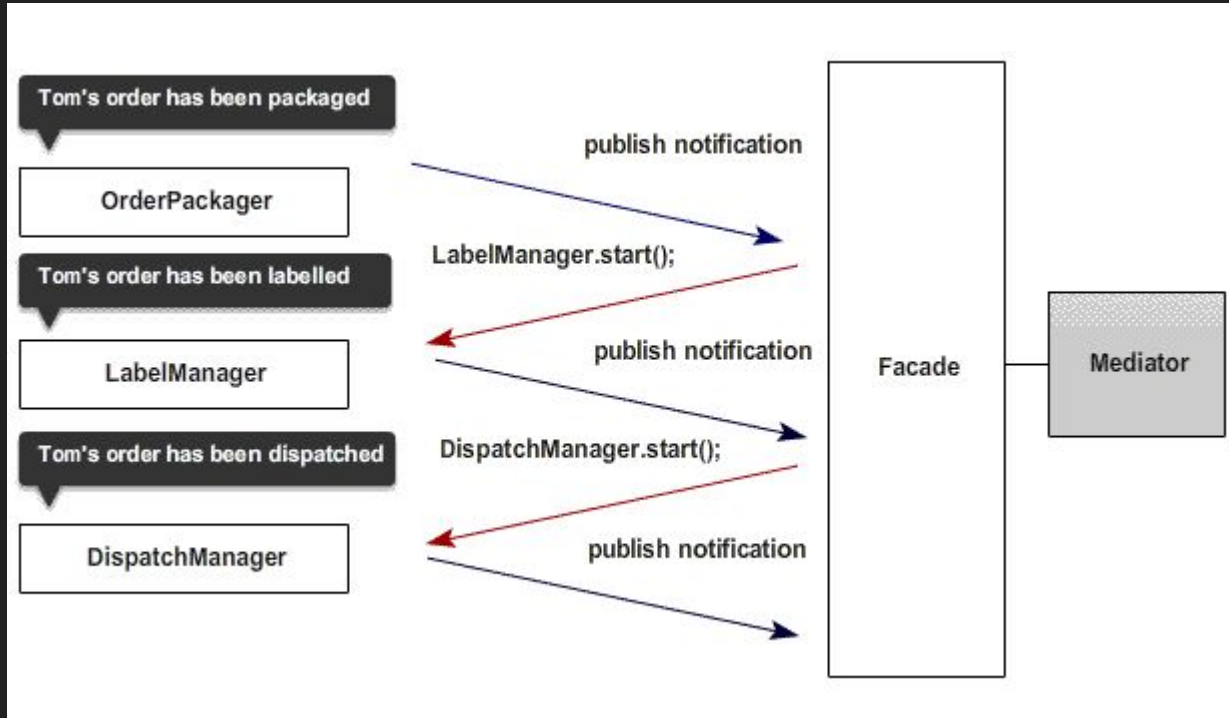 Tom's order has been packaged
publish notification
OrderPackager
LabelManager.start();
Tom's order has been labelled
publish notification
LabelManager
Facade
Mediator
DispatchManager.start();
Tom's order has been dispatched
publish notification
DispatchManager